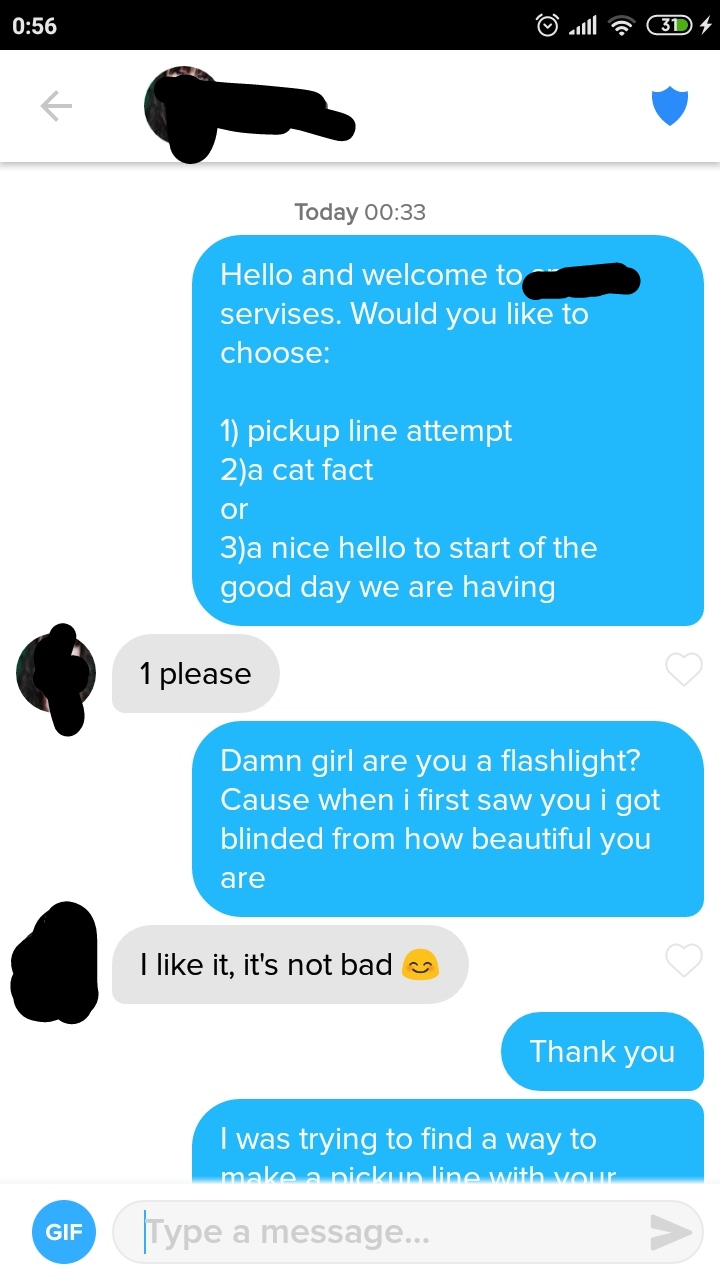 0:56
31
Today 00:33
Hello and welcome to
servises. Would you like to
choose:
1) pickup line attempt
2)a cat fact
or
3)a nice hello to start of the
good day we are having
1 please
Damn girl are you a flashlight?
Cause when i first saw you i got
blinded from how beautiful you
are
I like it, it's not bad 😊
Thank you
I was trying to find a way to
make a pickup line with your
GIF
Type a message...